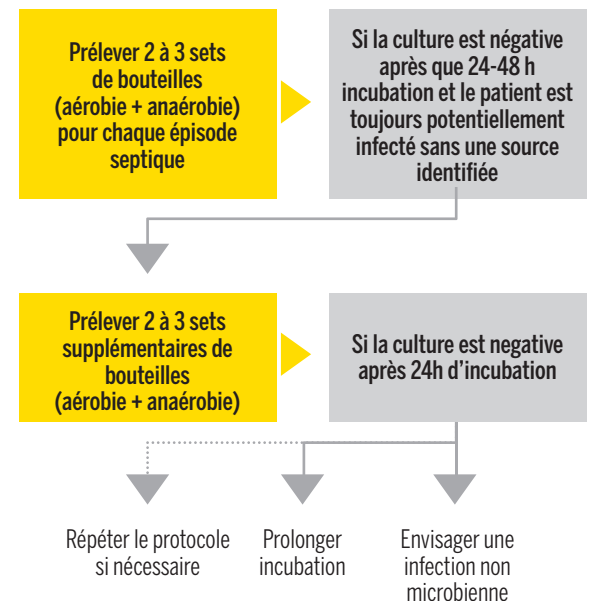 Prélever 2 à 3 sets
de bouteilles
(aérobie + anaérobie)
pour chaque épisode
septique
Si la culture est négative
après que 24-48 h
incubation et le patient est
toujours potentiellement
infecté sans une source
identifiée
Prélever 2 à 3 sets
supplémentaires de
bouteilles
(aérobie + anaérobie)
Si la culture est negative
après 24h d’incubation
Répéter le protocole
si nécessaire
Prolonger
incubation
Envisager une
infection non
microbienne